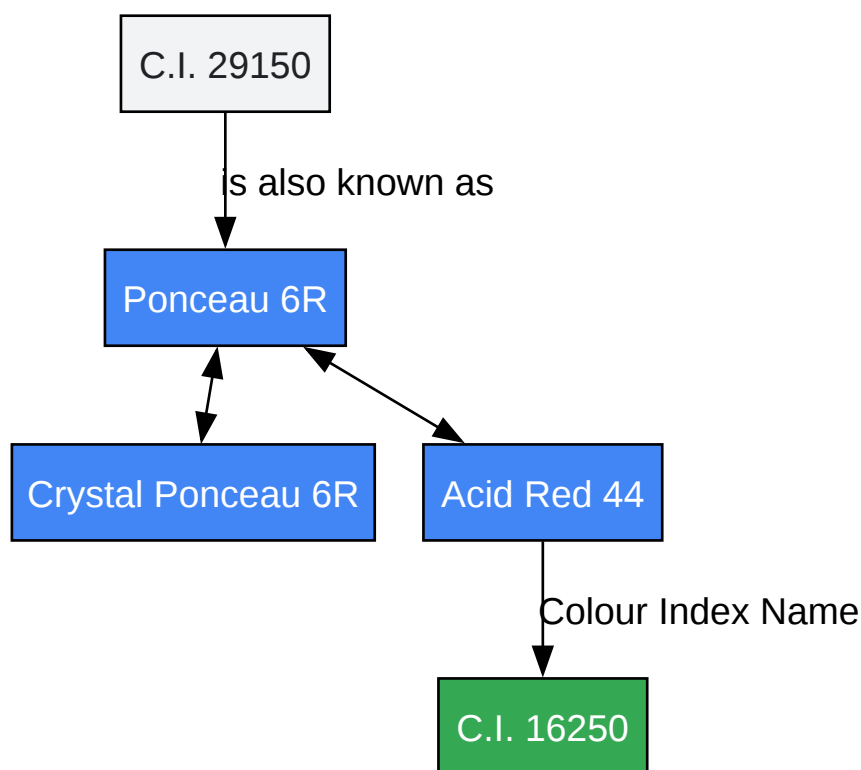 C.I. 29150
is also known as
Ponceau 6R
Crystal Ponceau 6R
Acid Red 44
Colour Index Name
C.I. 16250